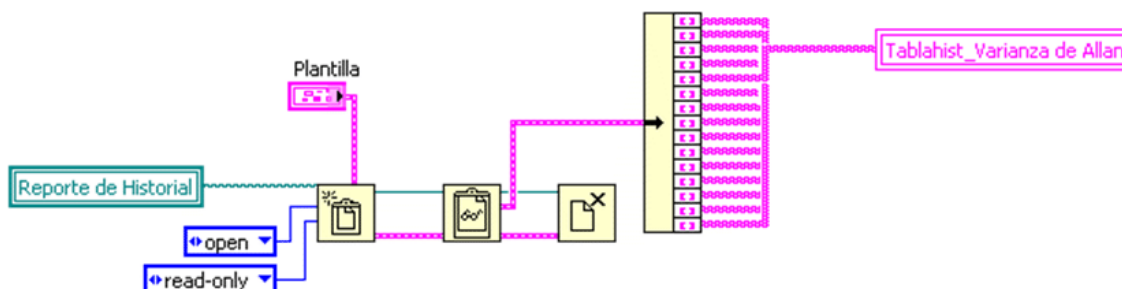 Plantilla
Tablahist_Varianza de Allan
Reporte de Historial
open
read-only